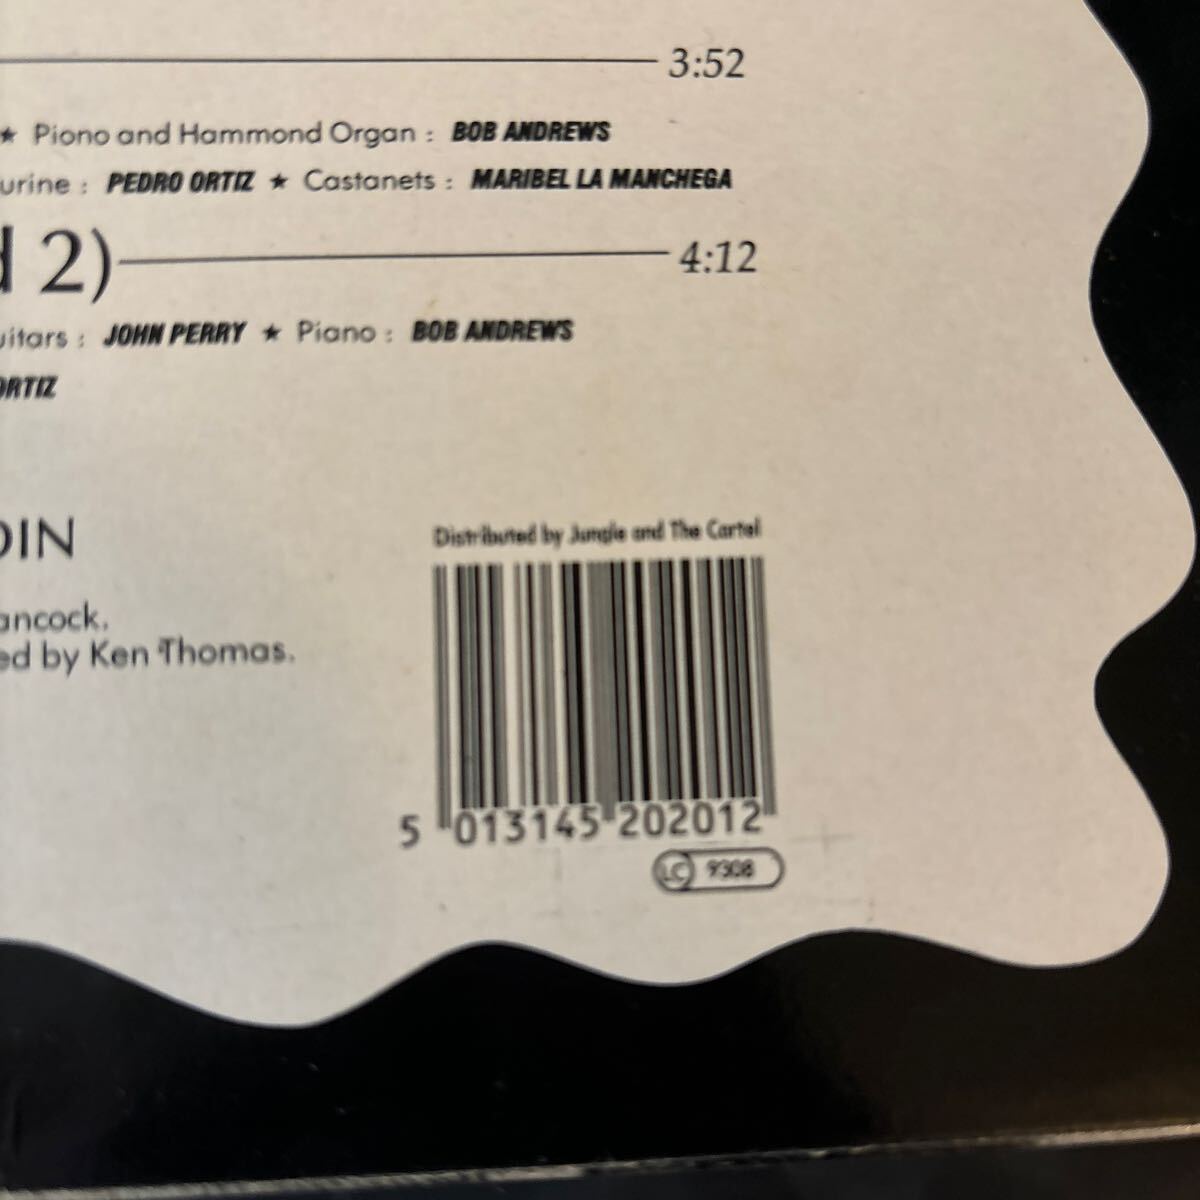 3:52
★ Piono and Hammond Organ : BOB ANDREWS
urine : PEDRO ORTIZ ★ Castanets : MARIBEL LA MANCHEGA
d 2) 4:12
uitars : JOHN PERRY ★ Piano : BOB ANDREWS
ORTIZ
DIN
ancock.
ed by Ken Thomas.
Distributed by Jungle and The Cartel
5 013145 202012
LC 9308